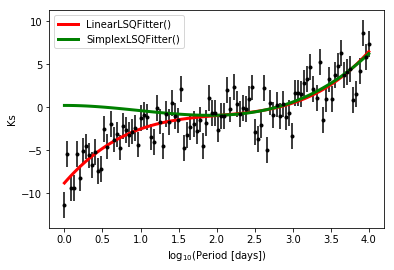 LinearLSQFitter()
SimplexLSQFitter()
10
5
0
−5
−10
Ks
0.0 0.5 1.0 1.5 2.0 2.5 3.0 3.5 4.0
log₁₀(Period [days])